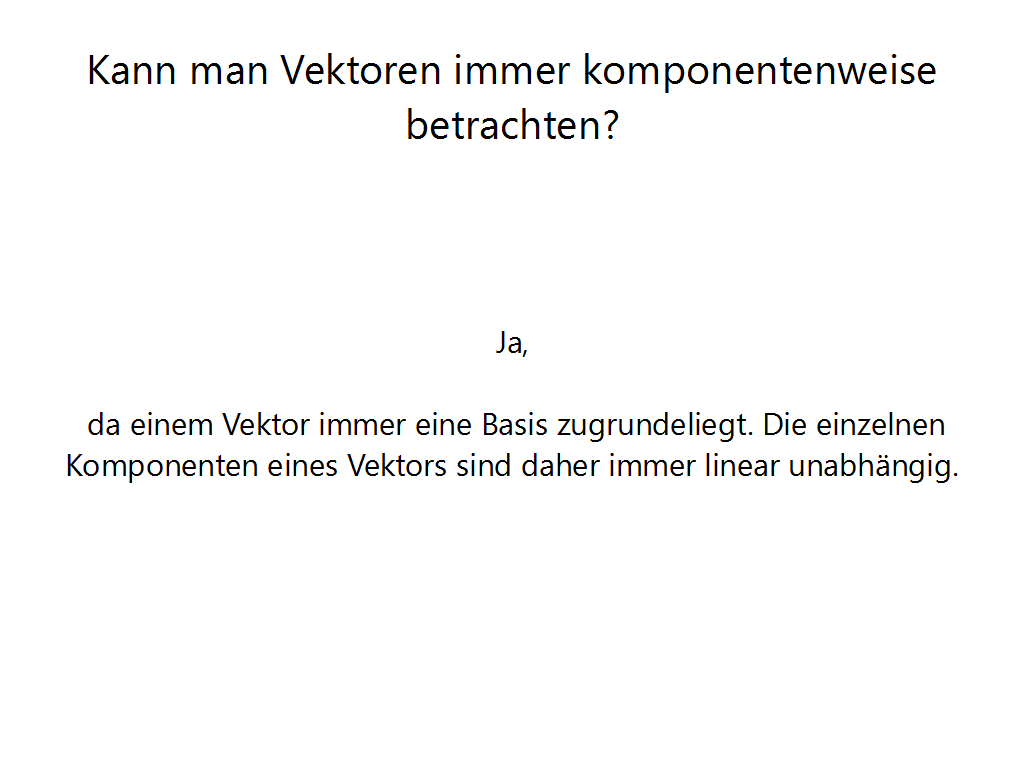 Kann man Vektoren immer komponentenweise
betrachten?
Ja,
da einem Vektor immer eine Basis zugrundeliegt. Die einzelnen
Komponenten eines Vektors sind daher immer linear unabhängig.